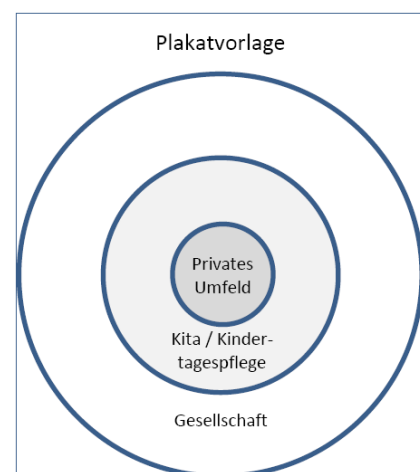 Plakatvorlage
Privates
Umfeld
Kita / Kinder-
tagespflege
Gesellschaft